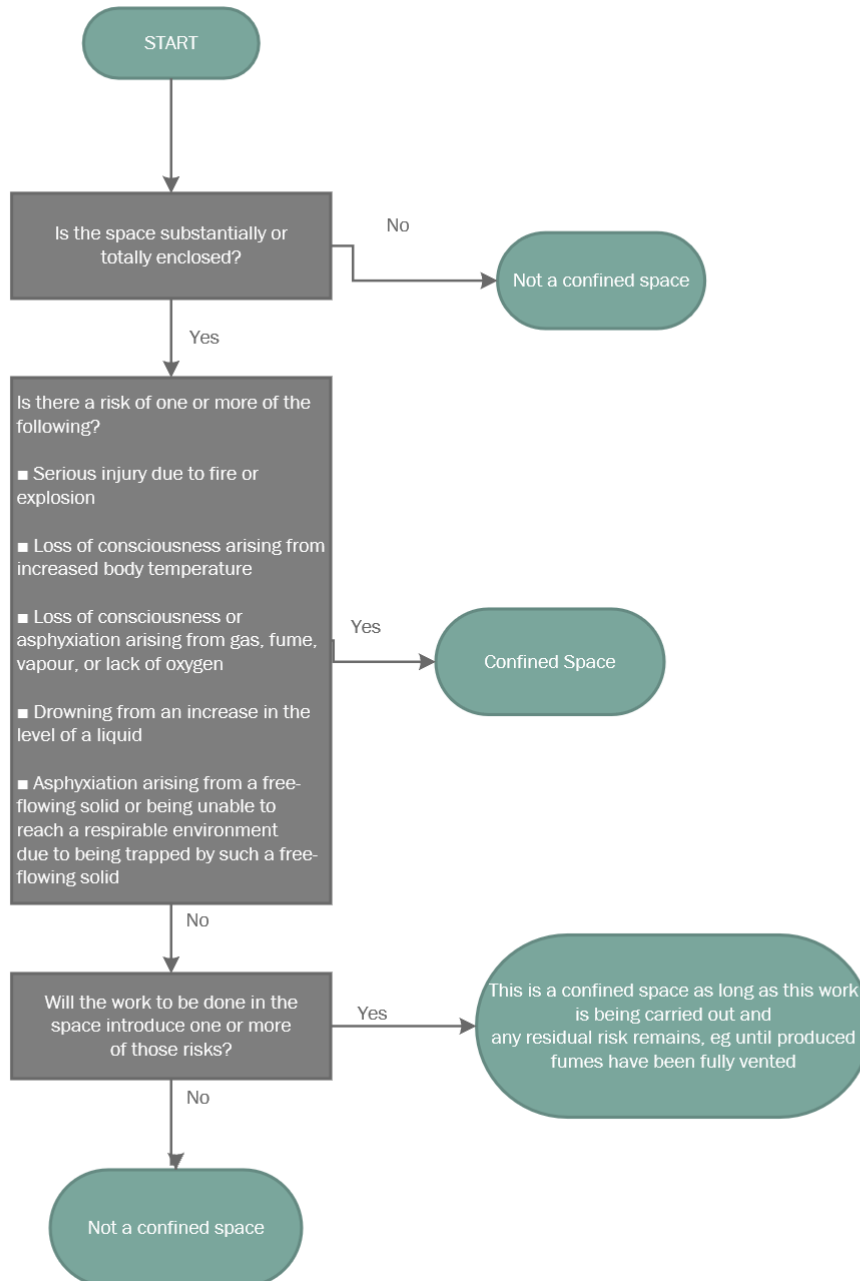 START
Is the space substantially or
totally enclosed?
No
Not a confined space
Yes
Is there a risk of one or more of the
following?
■ Serious injury due to fire or
explosion
■ Loss of consciousness arising from
increased body temperature
■ Loss of consciousness or
asphyxiation arising from gas, fume,
vapour, or lack of oxygen
■ Drowning from an increase in the
level of a liquid
■ Asphyxiation arising from a free-
flowing solid or being unable to
reach a respirable environment
due to being trapped by such a free-
flowing solid
Yes
Confined Space
No
Will the work to be done in the
space introduce one or more
of those risks?
Yes
This is a confined space as long as this work
is being carried out and
any residual risk remains, eg until produced
fumes have been fully vented
No
Not a confined space